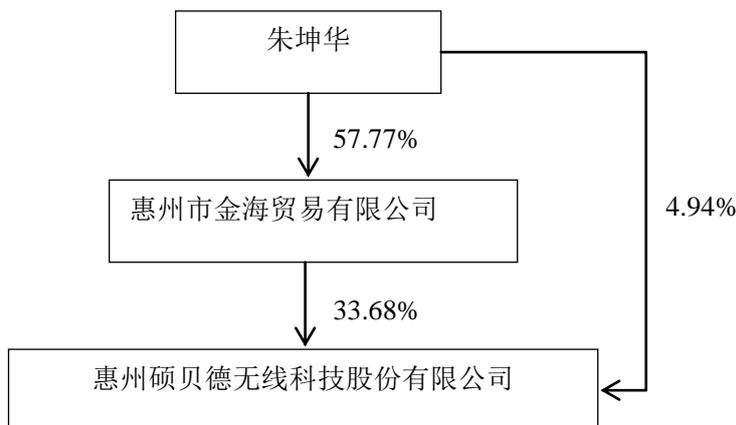 朱坤华
57.77%
惠州市金海贸易有限公司
4.94%
33.68%
惠州硕贝德无线科技股份有限公司